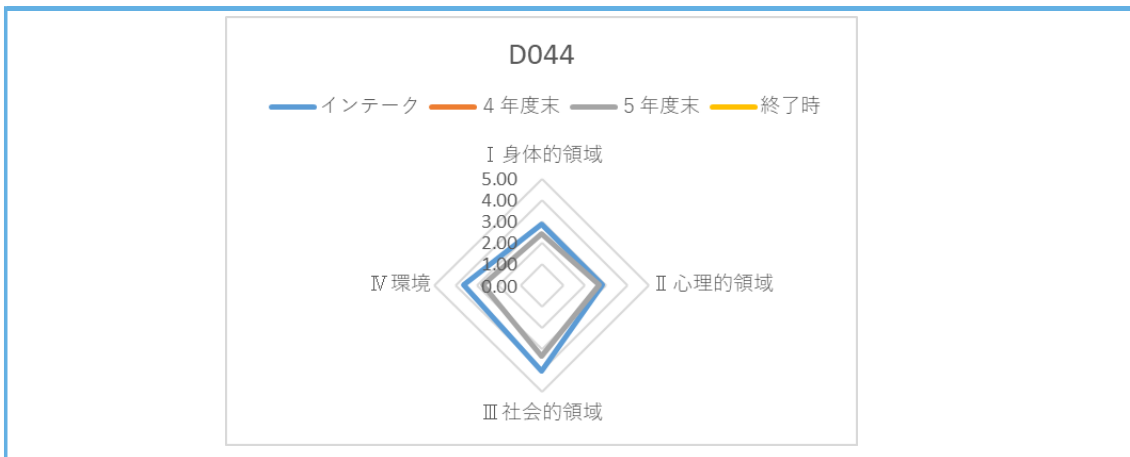 D044
インテーク 4年度末 5年度末 終了時
Ⅰ 身体的領域
5.00
4.00
3.00
2.00
1.00
0.00
Ⅳ 環境
Ⅱ 心理的領域
Ⅲ 社会的領域